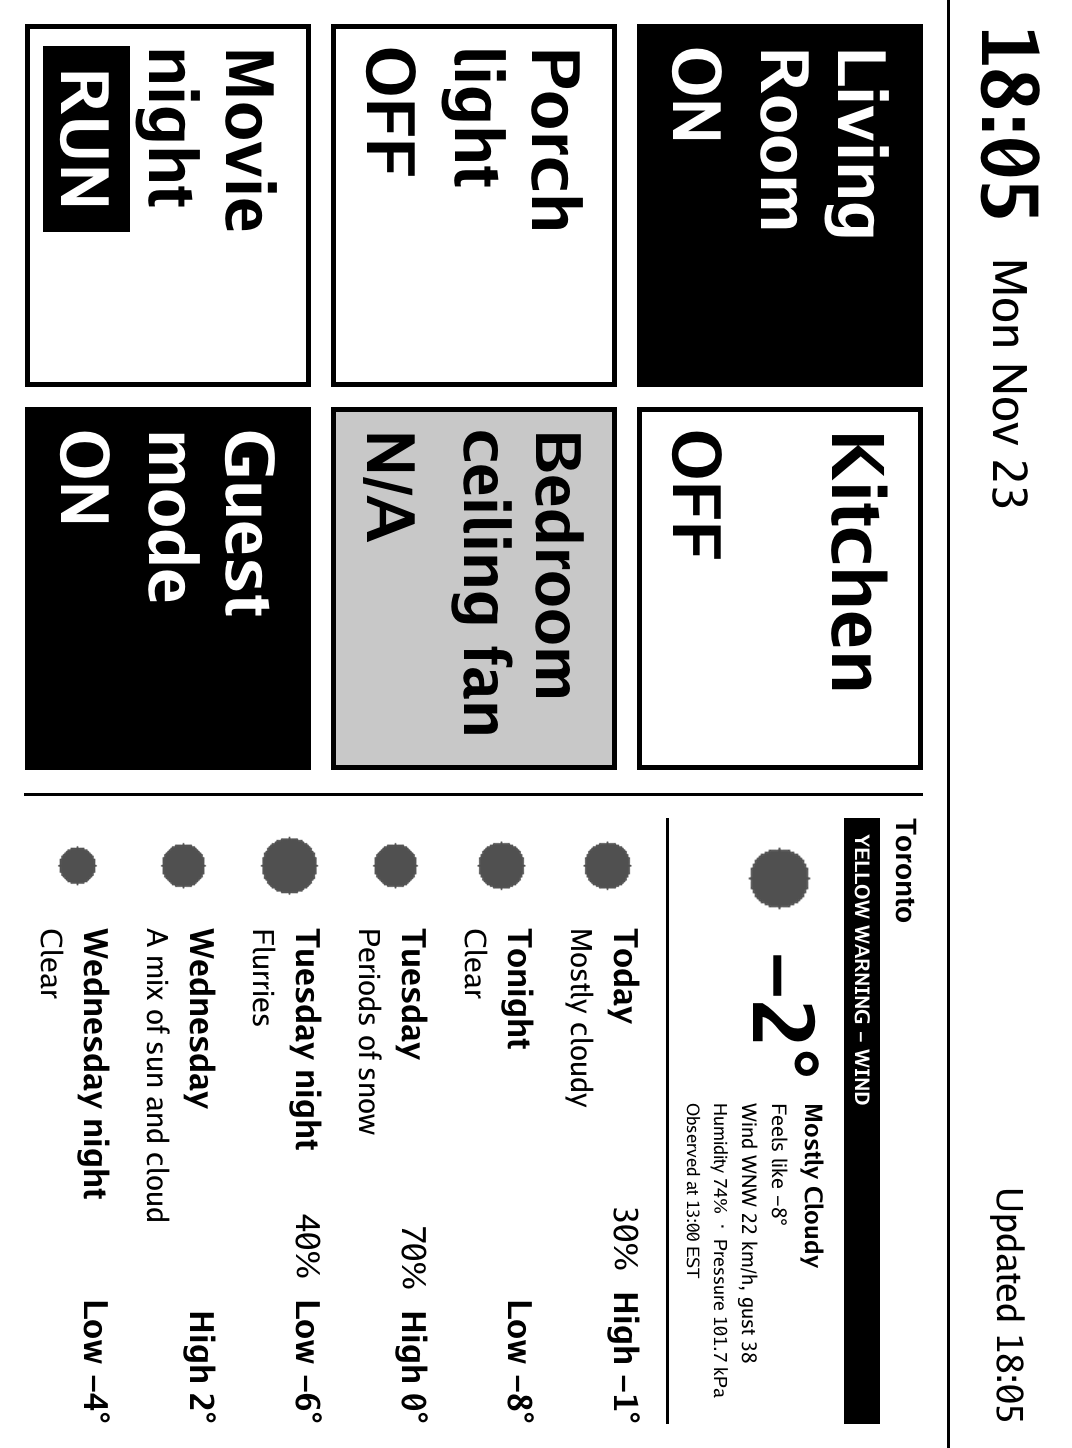 18:05 Mon Nov 23
Updated 18:05
Living
Room
ON
Kitchen
OFF
Porch
light
OFF
Bedroom
ceiling fan
N/A
Movie
night
RUN
Guest
mode
ON
Toronto
YELLOW WARNING – WIND
−2°
Mostly Cloudy
Feels like −8°
Wind WNW 22 km/h, gust 38
Humidity 74% · Pressure 101.7 kPa
Observed at 13:00 EST
Today 30% High −1°
Mostly cloudy
Tonight Low −8°
Clear
Tuesday 70% High 0°
Periods of snow
Tuesday night 40% Low −6°
Flurries
Wednesday High 2°
A mix of sun and cloud
Wednesday night Low −4°
Clear